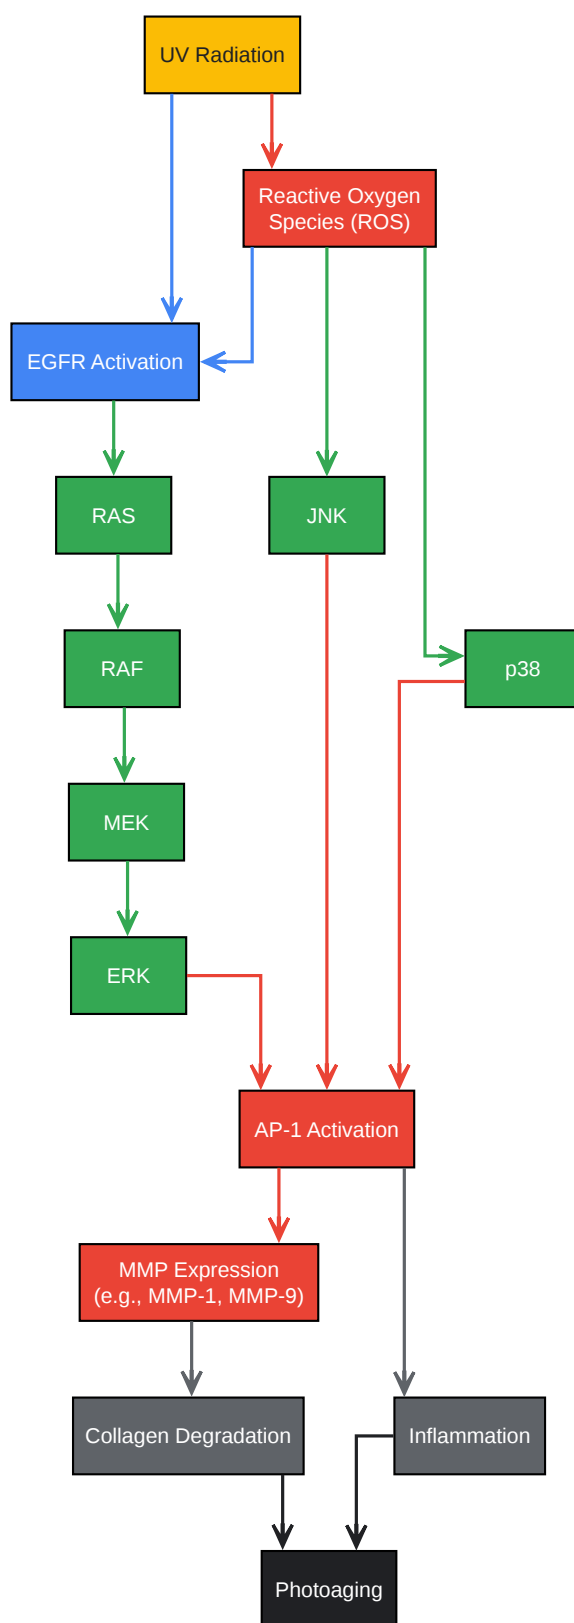 UV Radiation
Reactive Oxygen
Species (ROS)
EGFR Activation
RAS
JNK
RAF
p38
MEK
ERK
AP-1 Activation
MMP Expression
(e.g., MMP-1, MMP-9)
Collagen Degradation
Inflammation
Photoaging